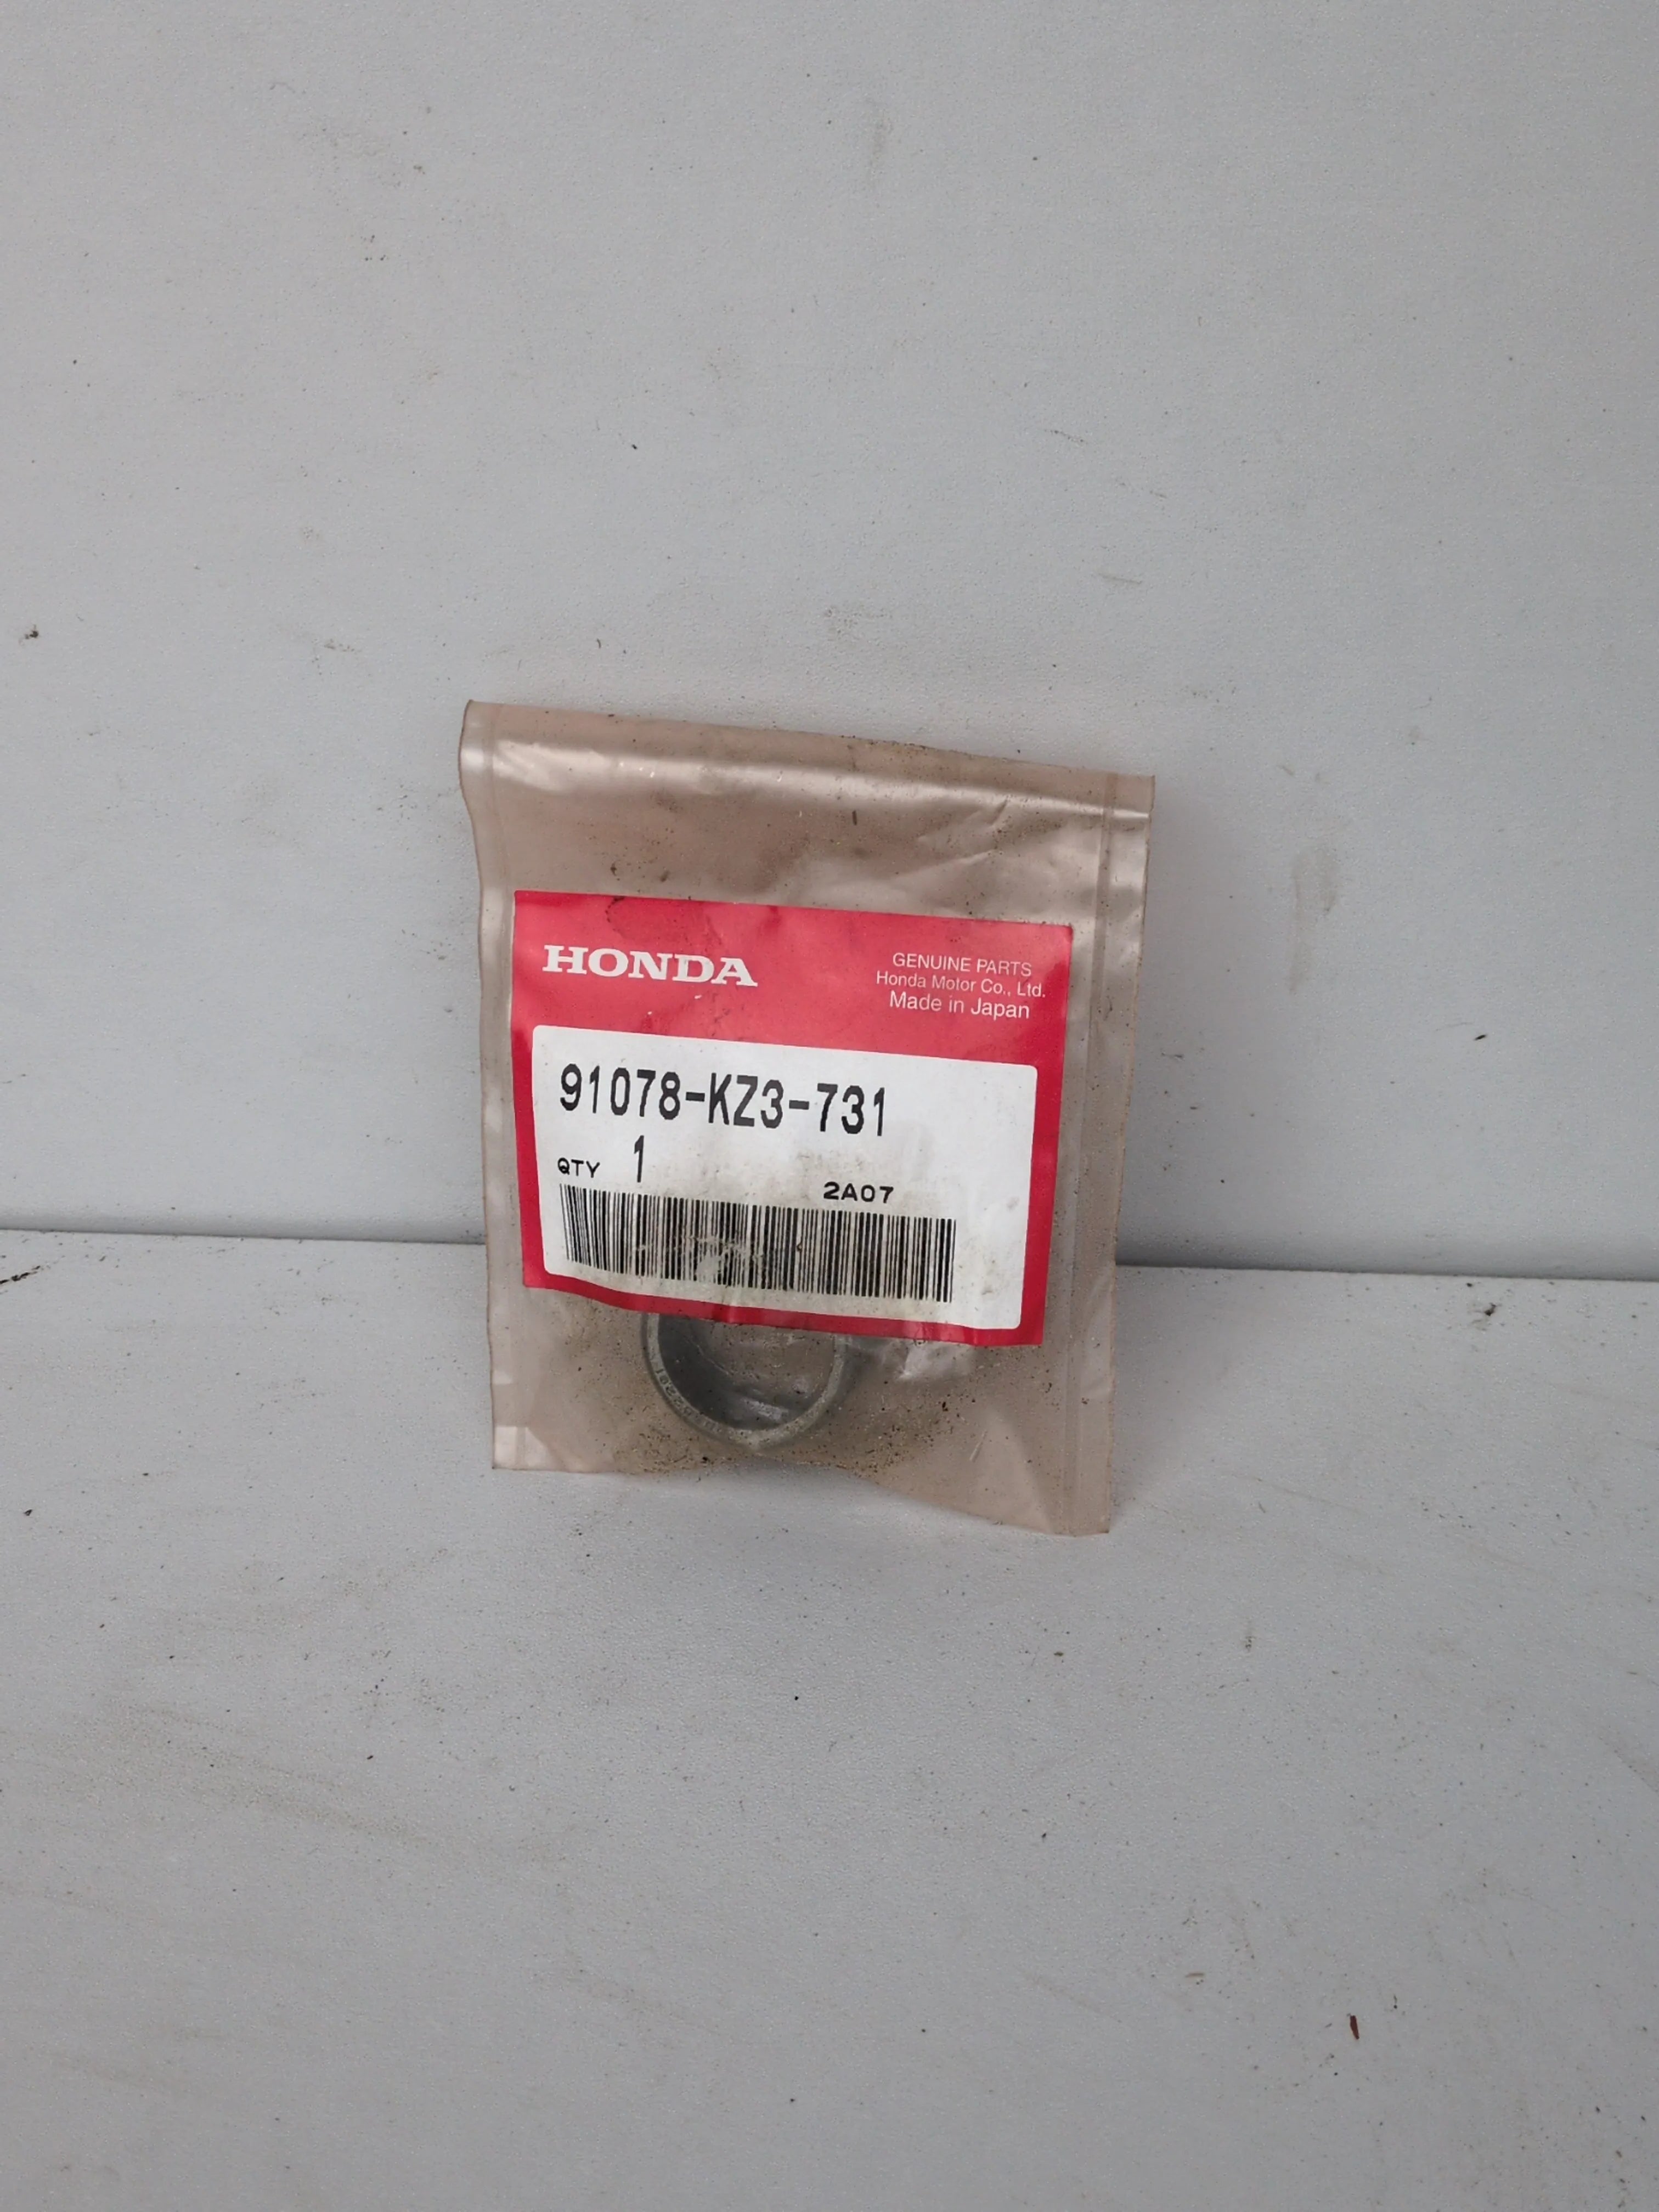 HONDA
GENUINE PARTS
Honda Motor Co., Ltd.
Made in Japan
91078-KZ3-731
QTY 1
2A07